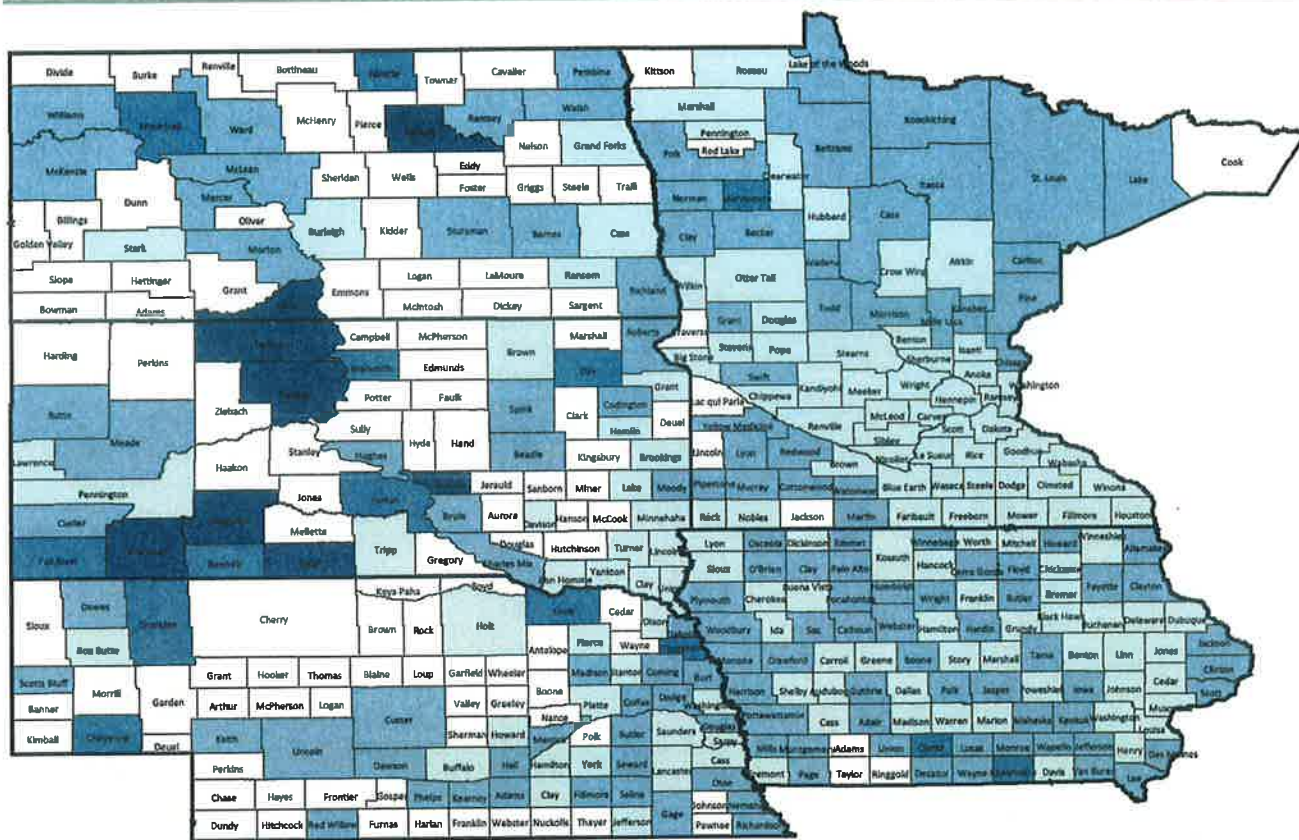 Divide
Burke
Renville
Bottineau
Towner
Cavalier
Pembina
Kittson
Roseau
Lake of the Woods
Williams
Mountrail
Ward
McHenry
Pierce
Ramsey
Walsh
Marshall
Koochiching
Cook
Pennington
Red Lake
Polk
Beltrami
St. Louis
Lake
Nelson
Grand Forks
Clearwater
Itasca
McKenzie
McLean
Sheridan
Wells
Eddy
Foster
Griggs
Steele
Traill
Norman
Mahnomen
Hubbard
Cass
Dunn
Mercer
Oliver
Billings
Golden Valley
Stark
Burleigh
Kidder
Stutsman
Barnes
Cass
Clay
Becker
Morton
Wadena
Crow Wing
Aitkin
Carlton
Slope
Hettinger
Grant
Logan
LaMoure
Ransom
Otter Tail
Wilkin
Emmons
Richland
Pine
Bowman
Adams
McIntosh
Dickey
Sargent
Todd
Morrison
Mille Lacs
Kanabec
Grant
Douglas
Harding
Perkins
Campbell
McPherson
Brown
Marshall
Roberts
Traverse
Big Stone
Stevens
Pope
Stearns
Benson
Sherburne
Isanti
Chisago
Walworth
Edmunds
Day
Anoka
Washington
Swift
Wright
Hennepin
Ramsey
Butte
Ziebach
Potter
Faulk
Grant
Codington
Kandiyohi
Meeker
Chippewa
Lac qui Parle
Meade
Sully
Spink
Clark
Hamlin
Deuel
McLeod
Carver
Scott
Dakota
Renville
Yellow Medicine
Sibley
Hyde
Hand
Haakon
Stanley
Hughes
Beadle
Kingsbury
Brookings
Lincoln
Lyon
Redwood
Brown
Nicollet
Le Sueur
Rice
Goodhue
Wabasha
Lawrence
Pennington
Jones
Lyman
Jerauld
Sanborn
Miner
Lake
Moody
Pipestone
Murray
Cottonwood
Watonwan
Blue Earth
Waseca
Steele
Dodge
Olmsted
Winona
Custer
Mellette
Brule
Aurora
Davison
Hanson
McCook
Minnehaha
Rock
Nobles
Jackson
Martin
Faribault
Freeborn
Mower
Fillmore
Houston
Fall River
Bennett
Tripp
Gregory
Douglas
Hutchinson
Turner
Lincoln
Charles Mix
Bon Homme
Yankton
Clay
Lyon
Osceola
Dickinson
Emmet
Kossuth
Winnebago
Worth
Mitchell
Howard
Winneshiek
Allamakee
Sioux
O'Brien
Clay
Palo Alto
Hancock
Cerro Gordo
Floyd
Chickasaw
Keya Paha
Boyd
Sioux
Dawes
Sheridan
Cherry
Brown
Rock
Holt
Knox
Cedar
Plymouth
Cherokee
Buena Vista
Pocahontas
Humboldt
Wright
Franklin
Butler
Bremer
Fayette
Clayton
Box Butte
Antelope
Pierce
Wayne
Woodbury
Ida
Sac
Calhoun
Webster
Hamilton
Hardin
Grundy
Black Hawk
Buchanan
Delaware
Dubuque
Scotts Bluff
Morrill
Garden
Grant
Hooker
Thomas
Blaine
Loup
Garfield
Wheeler
Madison
Stanton
Cuming
Burt
Monona
Crawford
Carroll
Greene
Boone
Story
Marshall
Tama
Benton
Linn
Jones
Jackson
Banner
Arthur
McPherson
Logan
Valley
Greeley
Boone
Platte
Colfax
Dodge
Washington
Harrison
Shelby
Audubon
Guthrie
Dallas
Polk
Jasper
Poweshiek
Iowa
Johnson
Cedar
Clinton
Scott
Kimball
Cheyenne
Deuel
Keith
Lincoln
Custer
Sherman
Howard
Nance
Merrick
Polk
Butler
Saunders
Douglas
Sarpy
Pottawattamie
Cass
Adair
Madison
Warren
Marion
Mahaska
Keokuk
Washington
Louisa
Perkins
Dawson
Buffalo
Hall
Hamilton
York
Seward
Lancaster
Cass
Otoe
Mills
Montgomery
Adams
Union
Clarke
Lucas
Monroe
Wapello
Jefferson
Henry
Des Moines
Chase
Hayes
Frontier
Gosper
Phelps
Kearney
Adams
Clay
Fillmore
Saline
Gage
Johnson
Nemaha
Fremont
Page
Taylor
Ringgold
Decatur
Wayne
Davis
Van Buren
Lee
Dundy
Hitchcock
Red Willow
Furnas
Harlan
Franklin
Webster
Nuckolls
Thayer
Jefferson
Pawnee
Richardson